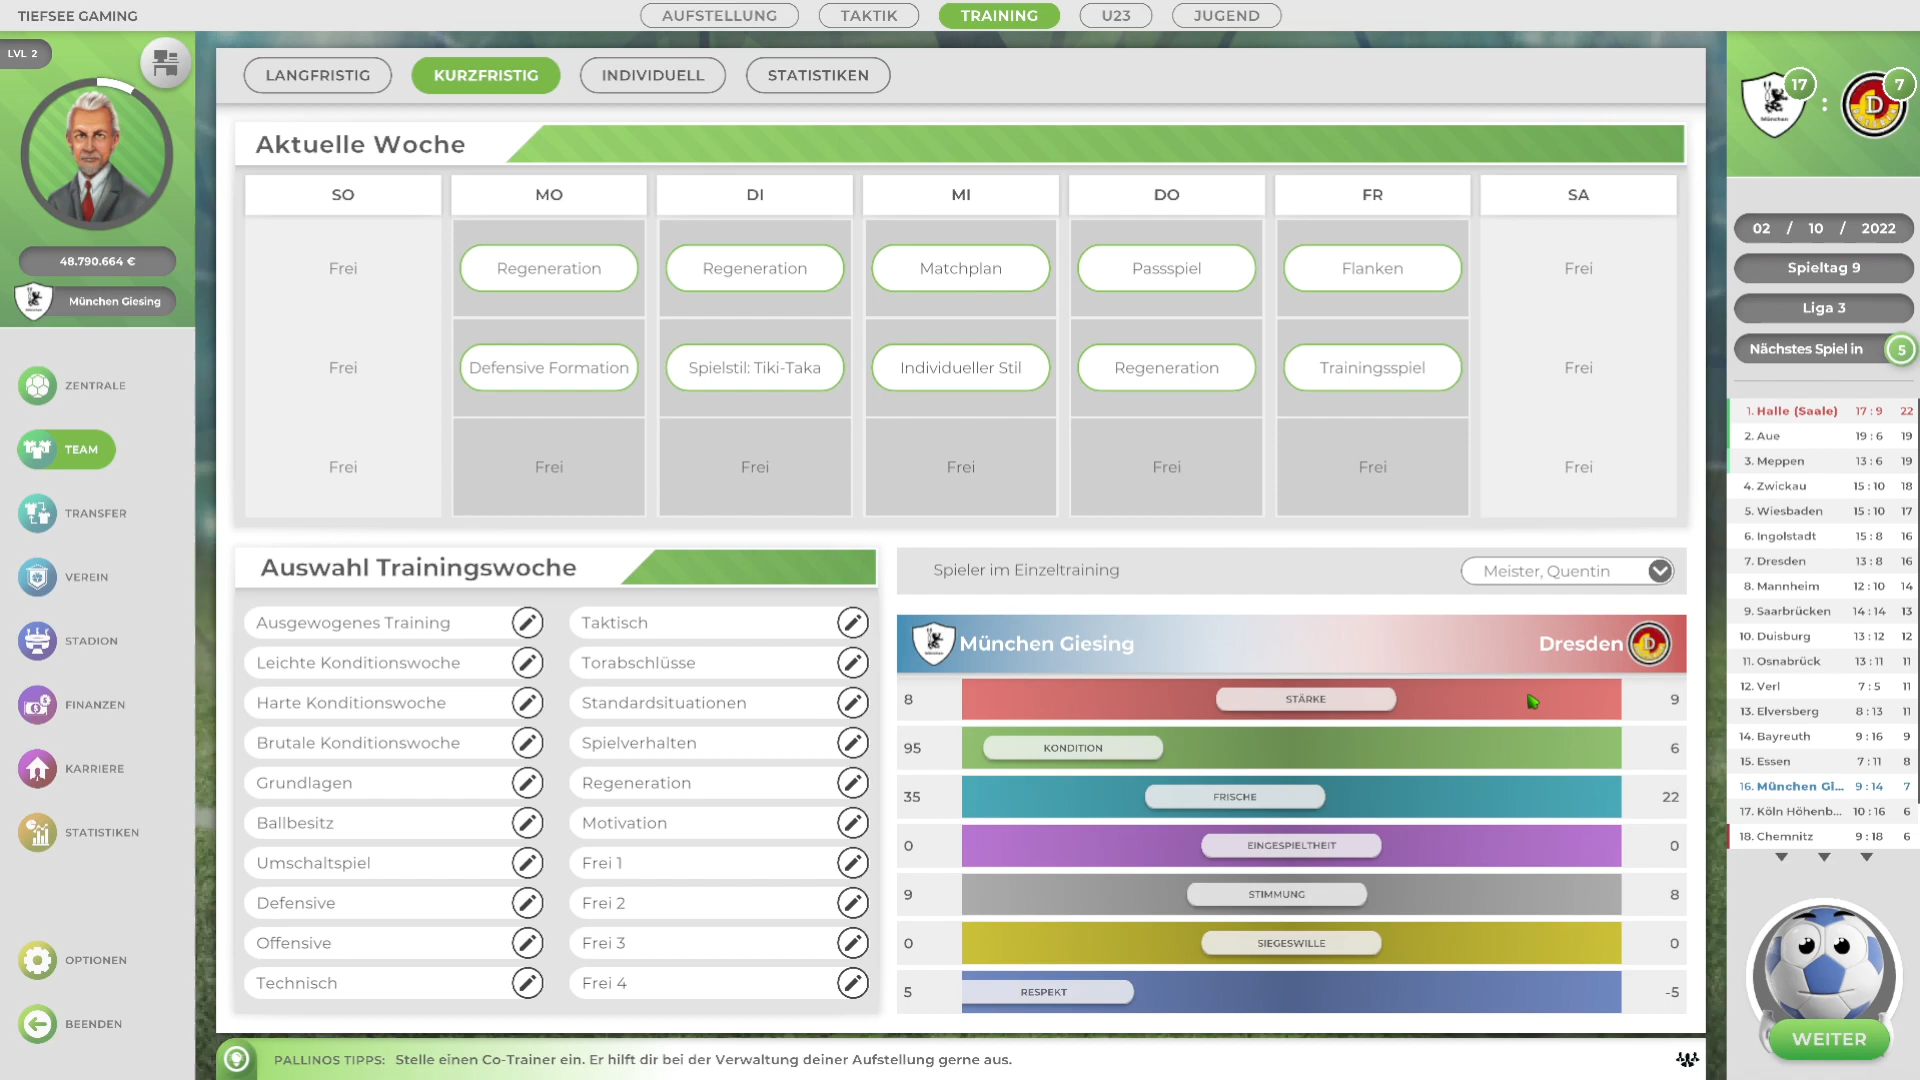 TIEFSEE GAMING
AUFSTELLUNG TAKTIK TRAINING U23 JUGEND
LVL 2
48.790.664 €
München Giesing
ZENTRALE
TEAM
TRANSFER
VEREIN
STADION
FINANZEN
KARRIERE
STATISTIKEN
OPTIONEN
BEENDEN
LANGFRISTIG KURZFRISTIG INDIVIDUELL STATISTIKEN
Aktuelle Woche
SO MO DI MI DO FR SA
Frei Regeneration Regeneration Matchplan Passspiel Flanken Frei
Frei Defensive Formation Spielstil: Tiki-Taka Individueller Stil Regeneration Trainingsspiel Frei
Frei Frei Frei Frei Frei Frei Frei
Auswahl Trainingswoche
Ausgewogenes Training Taktisch
Leichte Konditionswoche Torabschlüsse
Harte Konditionswoche Standardsituationen
Brutale Konditionswoche Spielverhalten
Grundlagen Regeneration
Ballbesitz Motivation
Umschaltspiel Frei 1
Defensive Frei 2
Offensive Frei 3
Technisch Frei 4
Spieler im Einzeltraining Meister, Quentin
München Giesing Dresden
8 STÄRKE 9
95 KONDITION 6
35 FRISCHE 22
0 EINGESPIELTHEIT 0
9 STIMMUNG 8
0 SIEGESWILLE 0
5 RESPEKT -5
PALLINOS TIPPS: Stelle einen Co-Trainer ein. Er hilft dir bei der Verwaltung deiner Aufstellung gerne aus.
17 : 7
München
02 / 10 / 2022
Spieltag 9
Liga 3
Nächstes Spiel in 5
1. Halle (Saale) 17 : 9 22
2. Aue 19 : 6 19
3. Meppen 13 : 6 19
4. Zwickau 15 : 10 18
5. Wiesbaden 15 : 10 17
6. Ingolstadt 15 : 8 16
7. Dresden 13 : 8 16
8. Mannheim 12 : 10 14
9. Saarbrücken 14 : 14 13
10. Duisburg 13 : 12 12
11. Osnabrück 13 : 11 11
12. Verl 7 : 5 11
13. Elversberg 8 : 13 11
14. Bayreuth 9 : 16 9
15. Essen 7 : 11 8
16. München Gi... 9 : 14 7
17. Köln Höhenb... 10 : 16 6
18. Chemnitz 9 : 18 6
WEITER